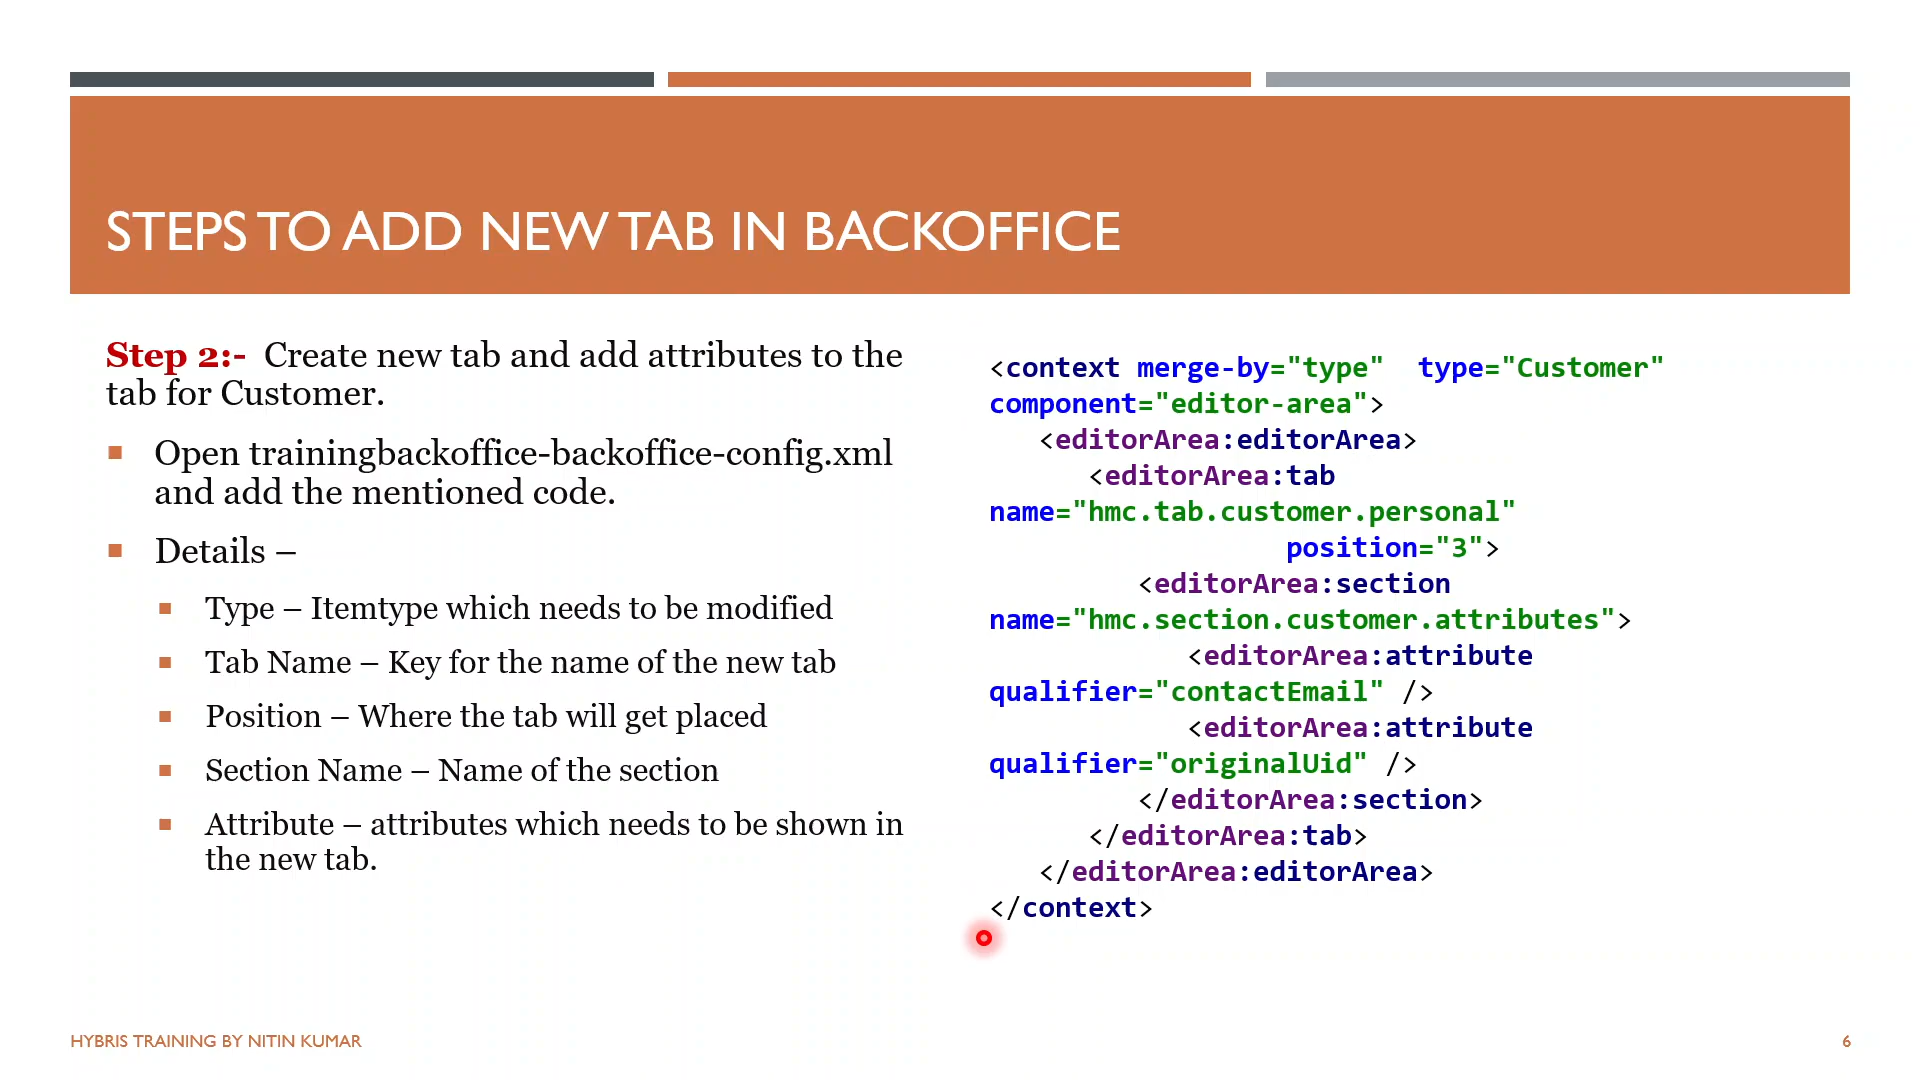 STEPS TO ADD NEW TAB IN BACKOFFICE
Step 2:- Create new tab and add attributes to the
tab for Customer.
Open trainingbackoffice-backoffice-config.xml
and add the mentioned code.
Details –
Type – Itemtype which needs to be modified
Tab Name – Key for the name of the new tab
Position – Where the tab will get placed
Section Name – Name of the section
Attribute – attributes which needs to be shown in
the new tab.
<context merge-by="type"  type="Customer"
component="editor-area">
   <editorArea:editorArea>
      <editorArea:tab
name="hmc.tab.customer.personal"
                  position="3">
         <editorArea:section
name="hmc.section.customer.attributes">
            <editorArea:attribute
qualifier="contactEmail" />
            <editorArea:attribute
qualifier="originalUid" />
         </editorArea:section>
      </editorArea:tab>
   </editorArea:editorArea>
</context>
HYBRIS TRAINING BY NITIN KUMAR
6